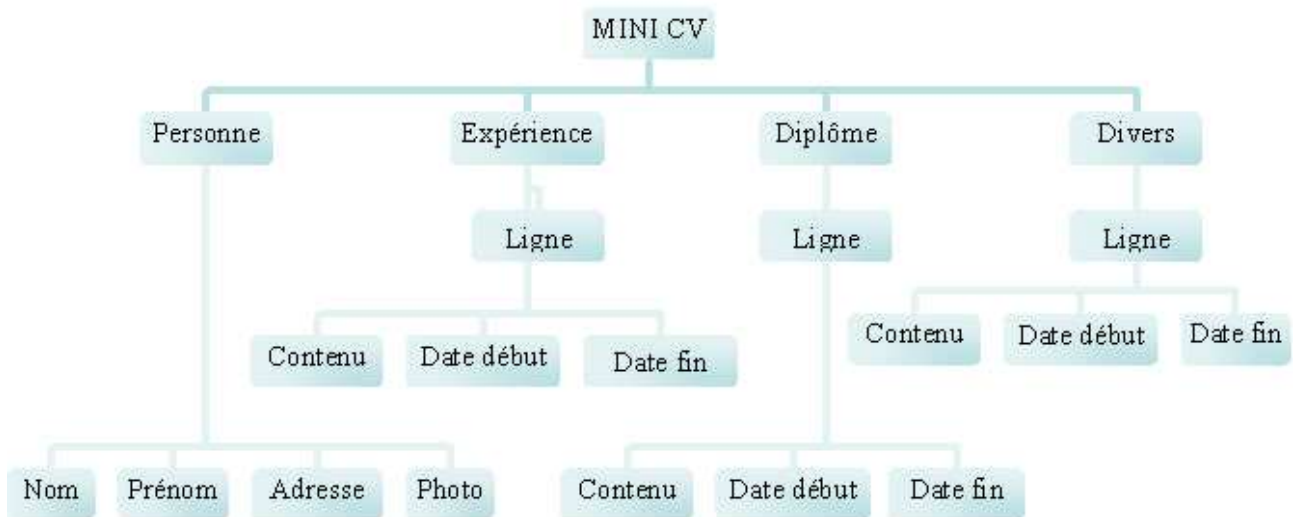 MINI CV
Personne Expérience Diplôme Divers
Ligne Ligne Ligne
Contenu Date début Date fin Contenu Date début Date fin
Nom Prénom Adresse Photo Contenu Date début Date fin